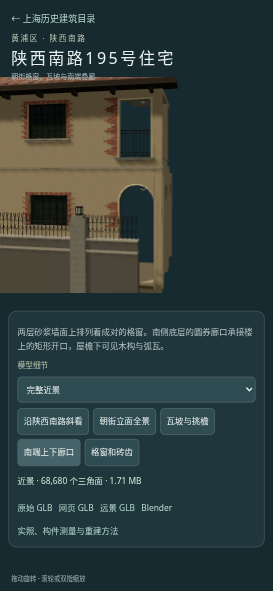 ← 上海历史建筑目录
黄浦区 · 陕西南路
陕西南路195号住宅
朝街格窗、瓦坡与南端叠廊
两层砂浆墙面上排列着成对的格窗。南侧底层的圆券廊口承接楼
上的矩形开口，屋檐下可见木构与弧瓦。
模型细节
完整近景
沿陕西南路斜看
朝街立面全景
瓦坡与挑檐
南端上下廊口
格窗和砖齿
近景 · 68,680 个三角面 · 1.71 MB
原始 GLB 网页 GLB 远景 GLB Blender
实照、构件测量与重建方法
拖动旋转 · 滚轮或双指缩放